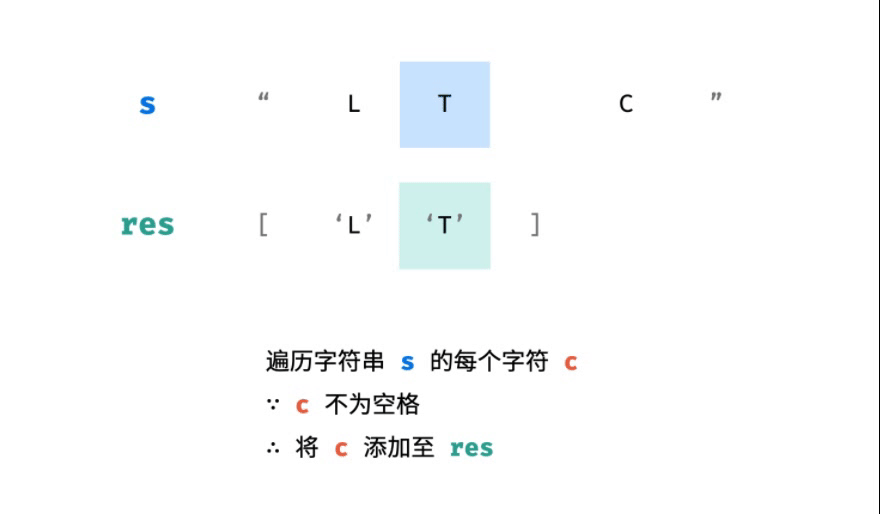 s “ L T C ”
res [ ‘L’ ‘T’ ]
遍历字符串 s 的每个字符 c
∵ c 不为空格
∴ 将 c 添加至 res